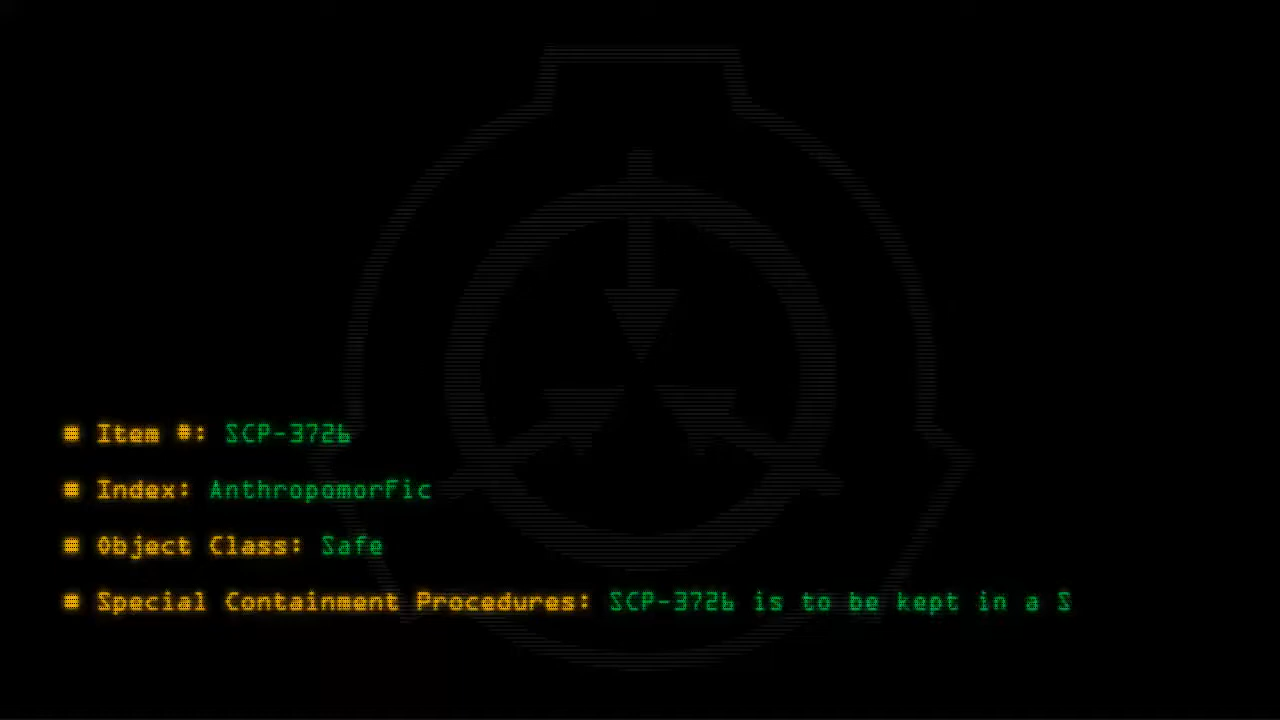 ■ Item #: SCP-3726
■ Index: AnthropomorFic
■ Object Class: Safe
■ Special Containment Procedures: SCP-3726 is to be kept in a S